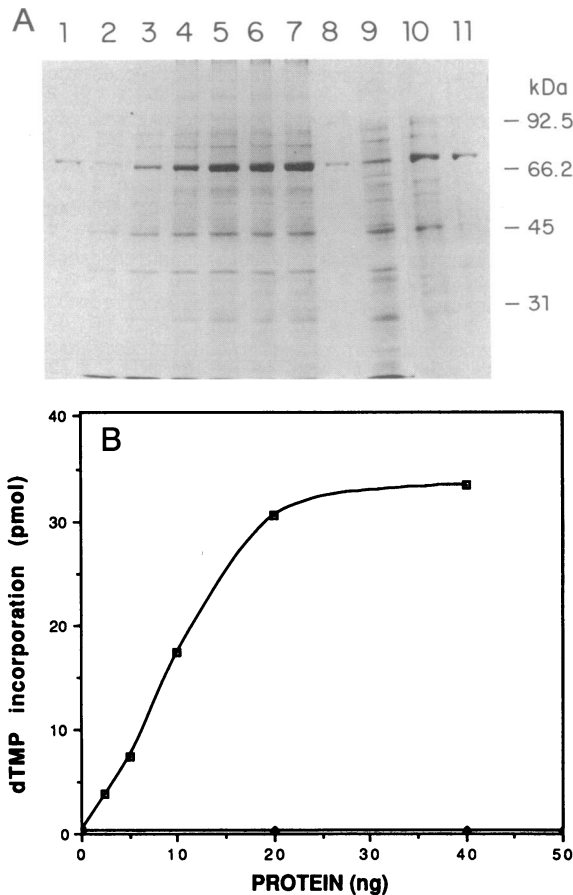 A
1 2 3 4 5 6 7 8 9 10 11
kDa
– 92.5
– 66.2
– 45
– 31
B
40
30
20
10
0
0 10 20 30 40 50
dTMP incorporation (pmol)
PROTEIN (ng)